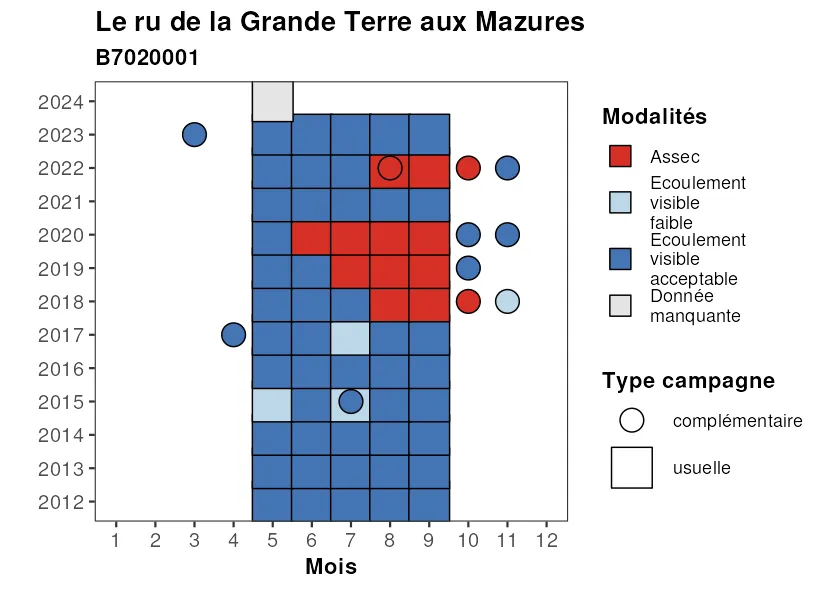 Le ru de la Grande Terre aux Mazures
B7020001
2024
2023
2022
2021
2020
2019
2018
2017
2016
2015
2014
2013
2012
1 2 3 4 5 6 7 8 9 10 11 12
Mois
Modalités
Assec
Ecoulement
visible
faible
Ecoulement
visible
acceptable
Donnée
manquante
Type campagne
complémentaire
usuelle